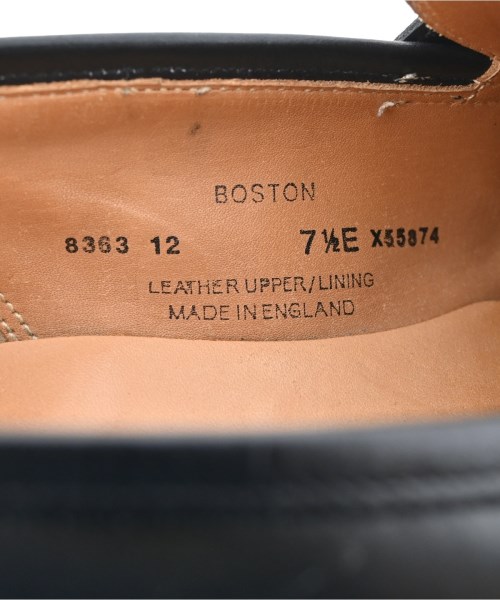 BOSTON
8363 12 7½E X55874
LEATHER UPPER/LINING
MADE IN ENGLAND